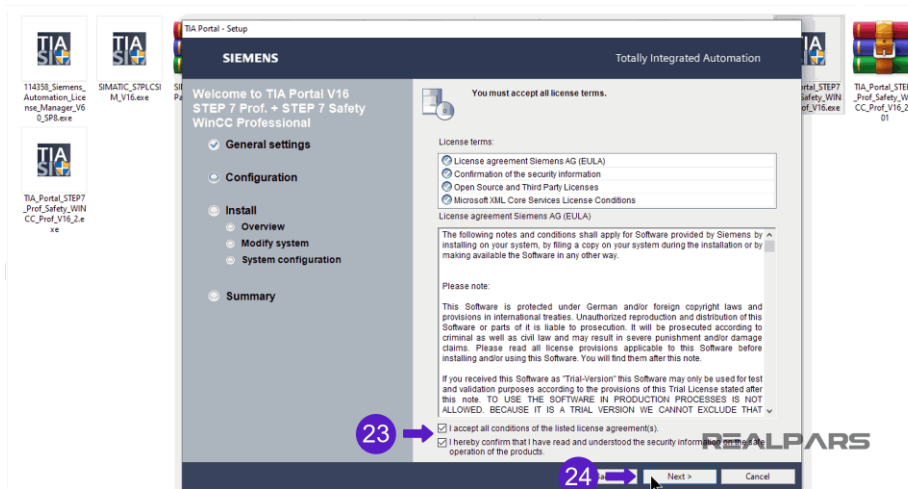 TIA Portal - Setup
SIEMENS
Totally Integrated Automation
114358_Siemens_
Automation_Lice
nse_Manager_V6
0_SP8.exe
SIMATIC_S7PLCSI
M_V16.exe
TIA_Portal_STEP7
_Prof_Safety_WIN
CC_Prof_V16_2.e
xe
Welcome to TIA Portal V16
STEP 7 Prof. + STEP 7 Safety
WinCC Professional
General settings
Configuration
Install
Overview
Modify system
System configuration
Summary
You must accept all license terms.
License terms:
License agreement Siemens AG (EULA)
Confirmation of the security information
Open Source and Third Party Licenses
Microsoft XML Core Services License Conditions
License agreement Siemens AG (EULA)
The following notes and conditions shall apply for Software provided by Siemens by
installing on your system, by filing a copy on your system during the installation or by
making available the Software in any other way.
Please note:
This Software is protected under German and/or foreign copyright laws and
provisions in international treaties. Unauthorized reproduction and distribution of this
Software or parts of it is liable to prosecution. It will be prosecuted according to
criminal as well as civil law and may result in severe punishment and/or damage
claims. Please read all license provisions applicable to this Software before
installing and/or using this Software. You will find them after this note.
If you received this Software as "Trial-Version" this Software may only be used for test
and validation purposes according to the provisions of this Trial License stated after
this note. TO USE THE SOFTWARE IN PRODUCTION PROCESSES IS NOT
ALLOWED. BECAUSE IT IS A TRIAL VERSION WE CANNOT EXCLUDE THAT
23
I accept all conditions of the listed license agreement(s).
I hereby confirm that I have read and understood the security information on the safe
operation of the products.
REALPARS
24
Next >
Cancel
rtal_STEP7
Safety_WIN
of_V16.exe
TIA_Portal_STEP7
_Prof_Safety_WIN
CC_Prof_V16_2
01